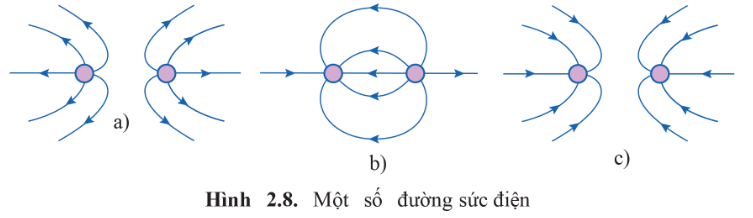 a)
b)
c)
Hình 2.8. Một số đường sức điện